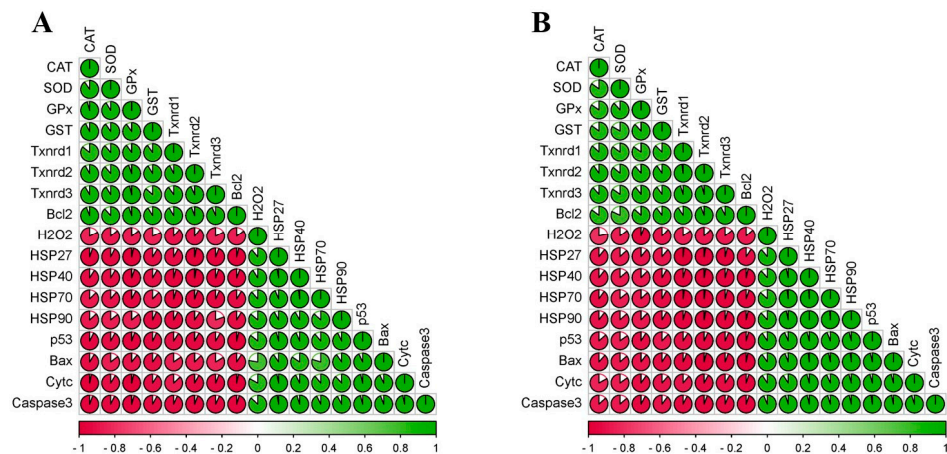 A
CAT
CAT
SOD
SOD
GPx
GPx
GST
GST
Txnrd1
Txnrd1
Txnrd2
Txnrd2
Txnrd3
Txnrd3
Bcl2
Bcl2
H2O2
H2O2
HSP27
HSP27
HSP40
HSP40
HSP70
HSP70
HSP90
HSP90
p53
p53
Bax
Bax
Cytc
Cytc
Caspase3
Caspase3
-1 -0.8 -0.6 -0.4 -0.2 0 0.2 0.4 0.6 0.8 1
B
CAT
CAT
SOD
SOD
GPx
GPx
GST
GST
Txnrd1
Txnrd1
Txnrd2
Txnrd2
Txnrd3
Txnrd3
Bcl2
Bcl2
H2O2
H2O2
HSP27
HSP27
HSP40
HSP40
HSP70
HSP70
HSP90
HSP90
p53
p53
Bax
Bax
Cytc
Cytc
Caspase3
Caspase3
-1 -0.8 -0.6 -0.4 -0.2 0 0.2 0.4 0.6 0.8 1